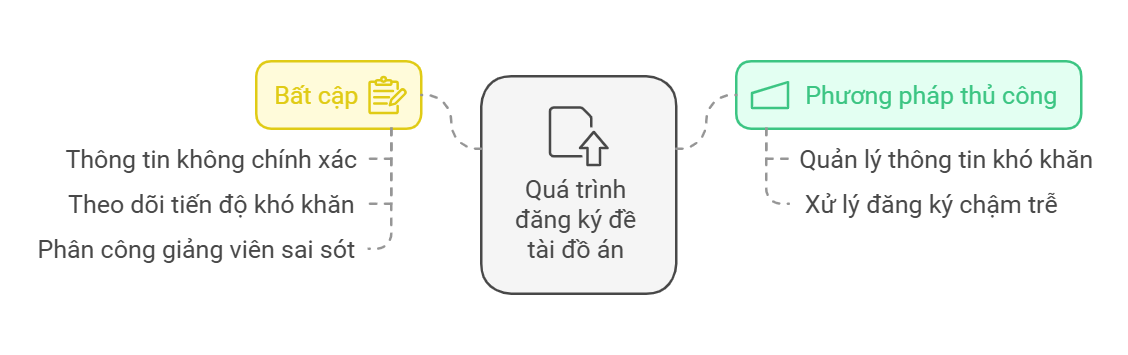 Bất cập
Thông tin không chính xác
Theo dõi tiến độ khó khăn
Phân công giảng viên sai sót
Quá trình
đăng ký đề
tài đồ án
Phương pháp thủ công
Quản lý thông tin khó khăn
Xử lý đăng ký chậm trễ